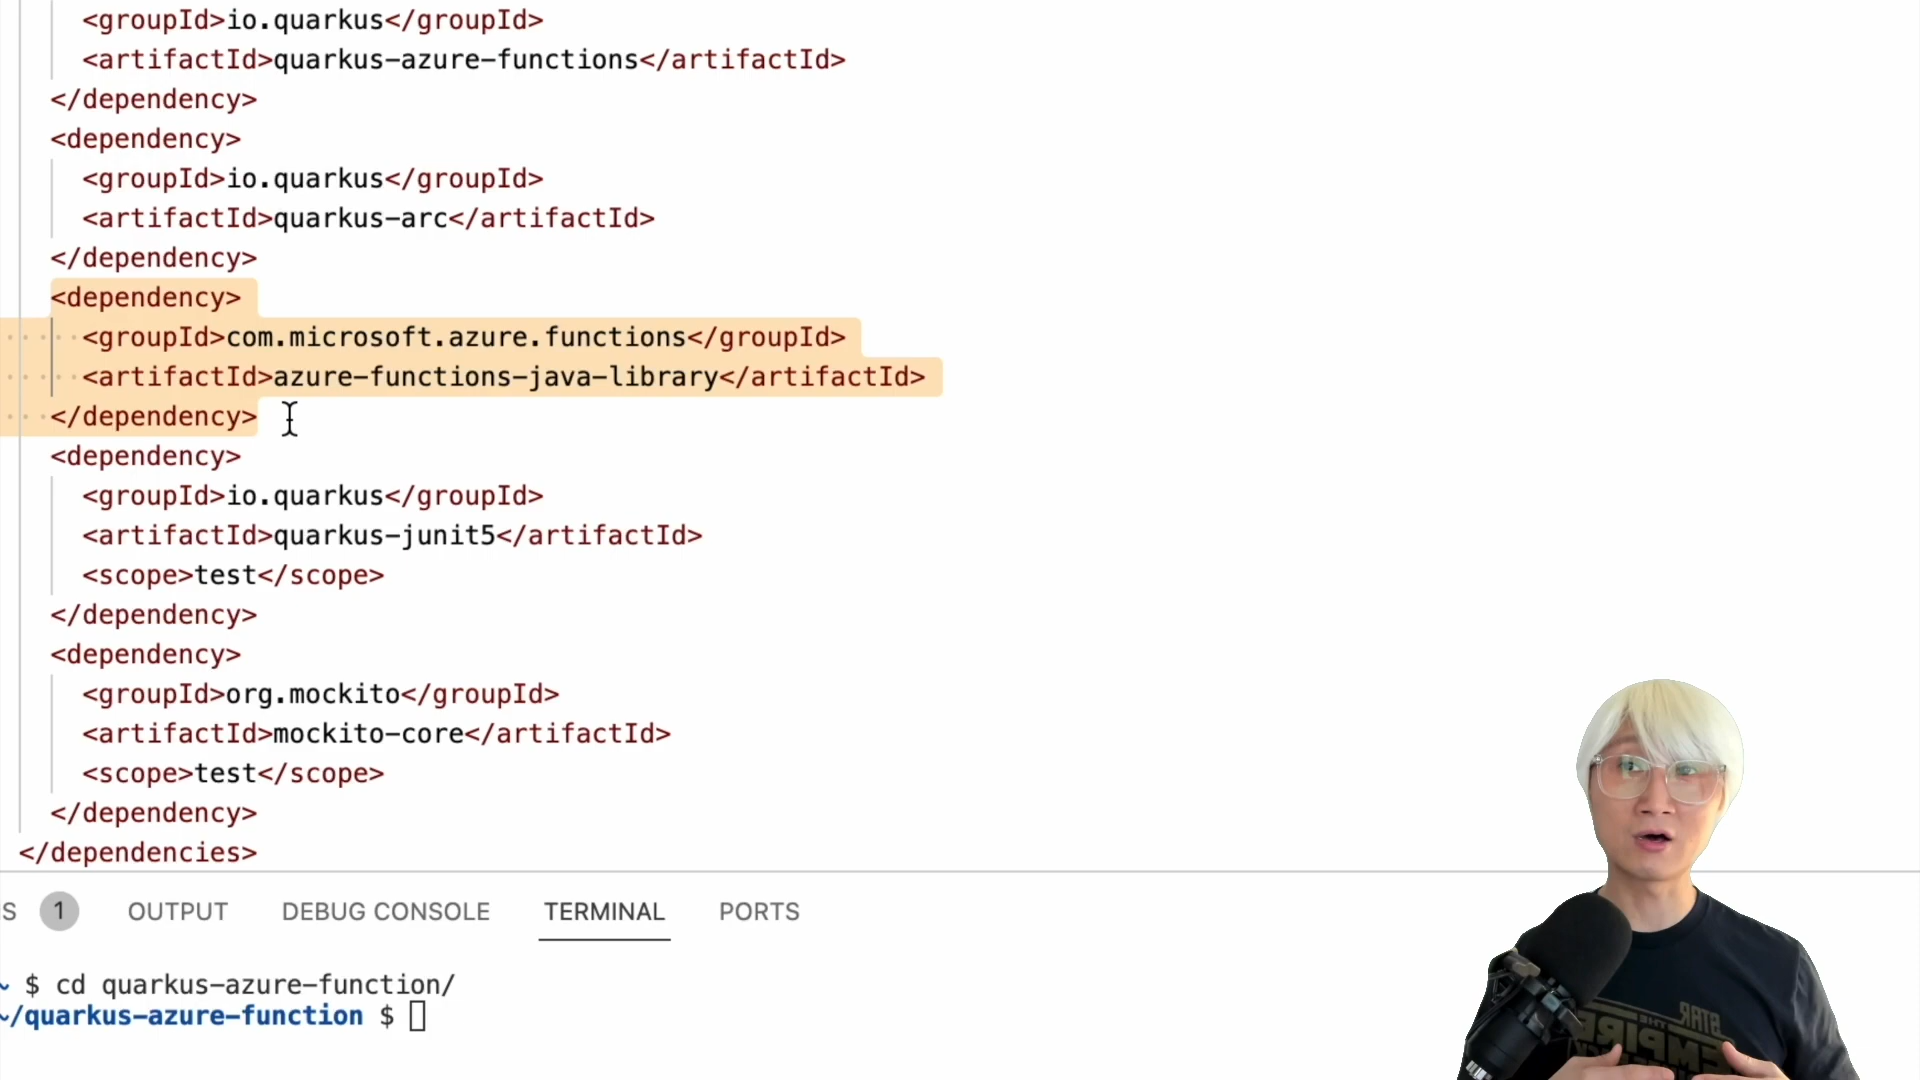 <groupId>io.quarkus</groupId>
<artifactId>quarkus-azure-functions</artifactId>
</dependency>
<dependency>
<groupId>io.quarkus</groupId>
<artifactId>quarkus-arc</artifactId>
</dependency>
<dependency>
<groupId>com.microsoft.azure.functions</groupId>
<artifactId>azure-functions-java-library</artifactId>
</dependency>
<dependency>
<groupId>io.quarkus</groupId>
<artifactId>quarkus-junit5</artifactId>
<scope>test</scope>
</dependency>
<dependency>
<groupId>org.mockito</groupId>
<artifactId>mockito-core</artifactId>
<scope>test</scope>
</dependency>
</dependencies>
S 1 OUTPUT DEBUG CONSOLE TERMINAL PORTS
~ $ cd quarkus-azure-function/
~/quarkus-azure-function $
STAR
THE
EMPIRE